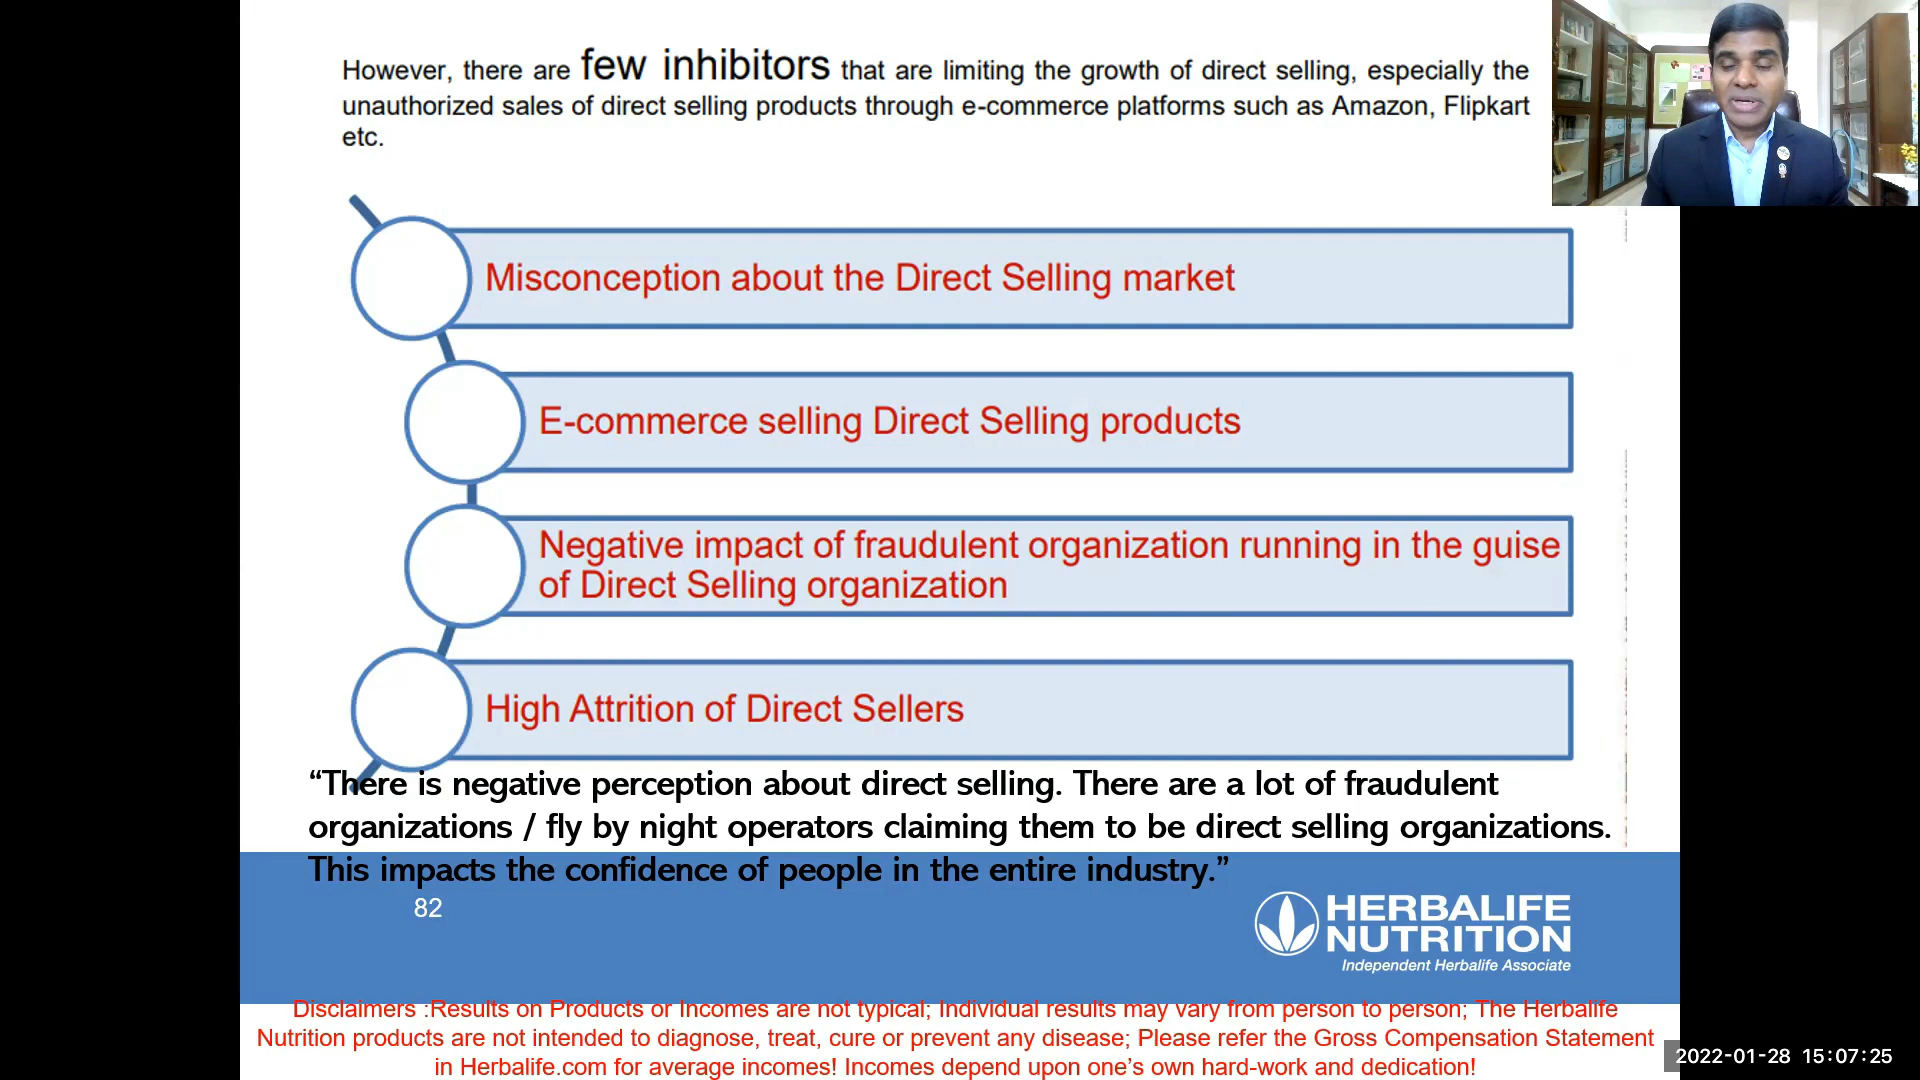 However, there are few inhibitors that are limiting the growth of direct selling, especially the
unauthorized sales of direct selling products through e-commerce platforms such as Amazon, Flipkart
etc.
Misconception about the Direct Selling market
E-commerce selling Direct Selling products
Negative impact of fraudulent organization running in the guise
of Direct Selling organization
High Attrition of Direct Sellers
“There is negative perception about direct selling. There are a lot of fraudulent
organizations / fly by night operators claiming them to be direct selling organizations.
This impacts the confidence of people in the entire industry.”
82
HERBALIFE
NUTRITION
Independent Herbalife Associate
Disclaimers :Results on Products or Incomes are not typical; Individual results may vary from person to person; The Herbalife
Nutrition products are not intended to diagnose, treat, cure or prevent any disease; Please refer the Gross Compensation Statement
in Herbalife.com for average incomes! Incomes depend upon one’s own hard-work and dedication!
2022-01-28 15:07:25